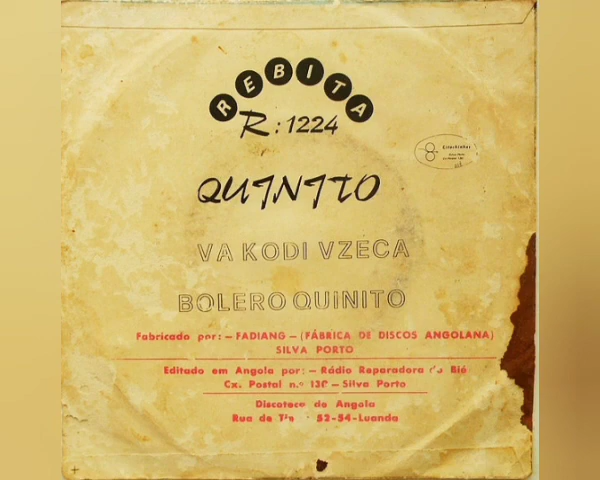 REBITA
R: 1224
QUINITO
VA KODI VZECA
BOLERO QUINITO
Fabricado por: — FADIANG — (FÁBRICA DE DISCOS ANGOLANA)
SILVA PORTO
Editado em Angola por: — Rádio Reparadora do Bié
Cx. Postal n.º 130 — Silva Porto
Discoteca de Angola
Rua de 52-54-Luanda